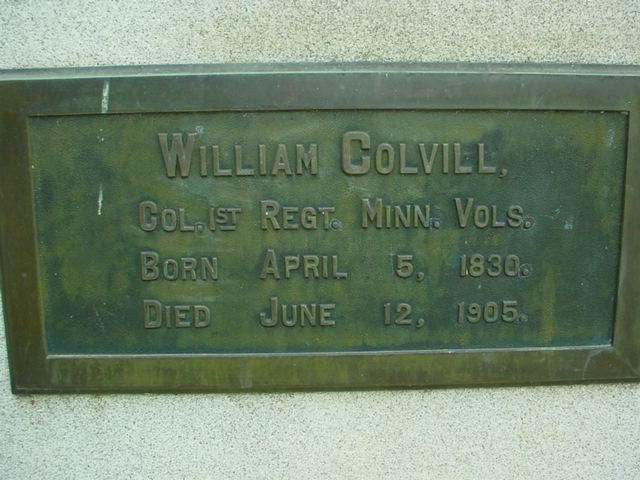 WILLIAM COLVILL,
COL. 1ST REGT. MINN. VOLS.
BORN APRIL 5, 1830.
DIED JUNE 12, 1905.